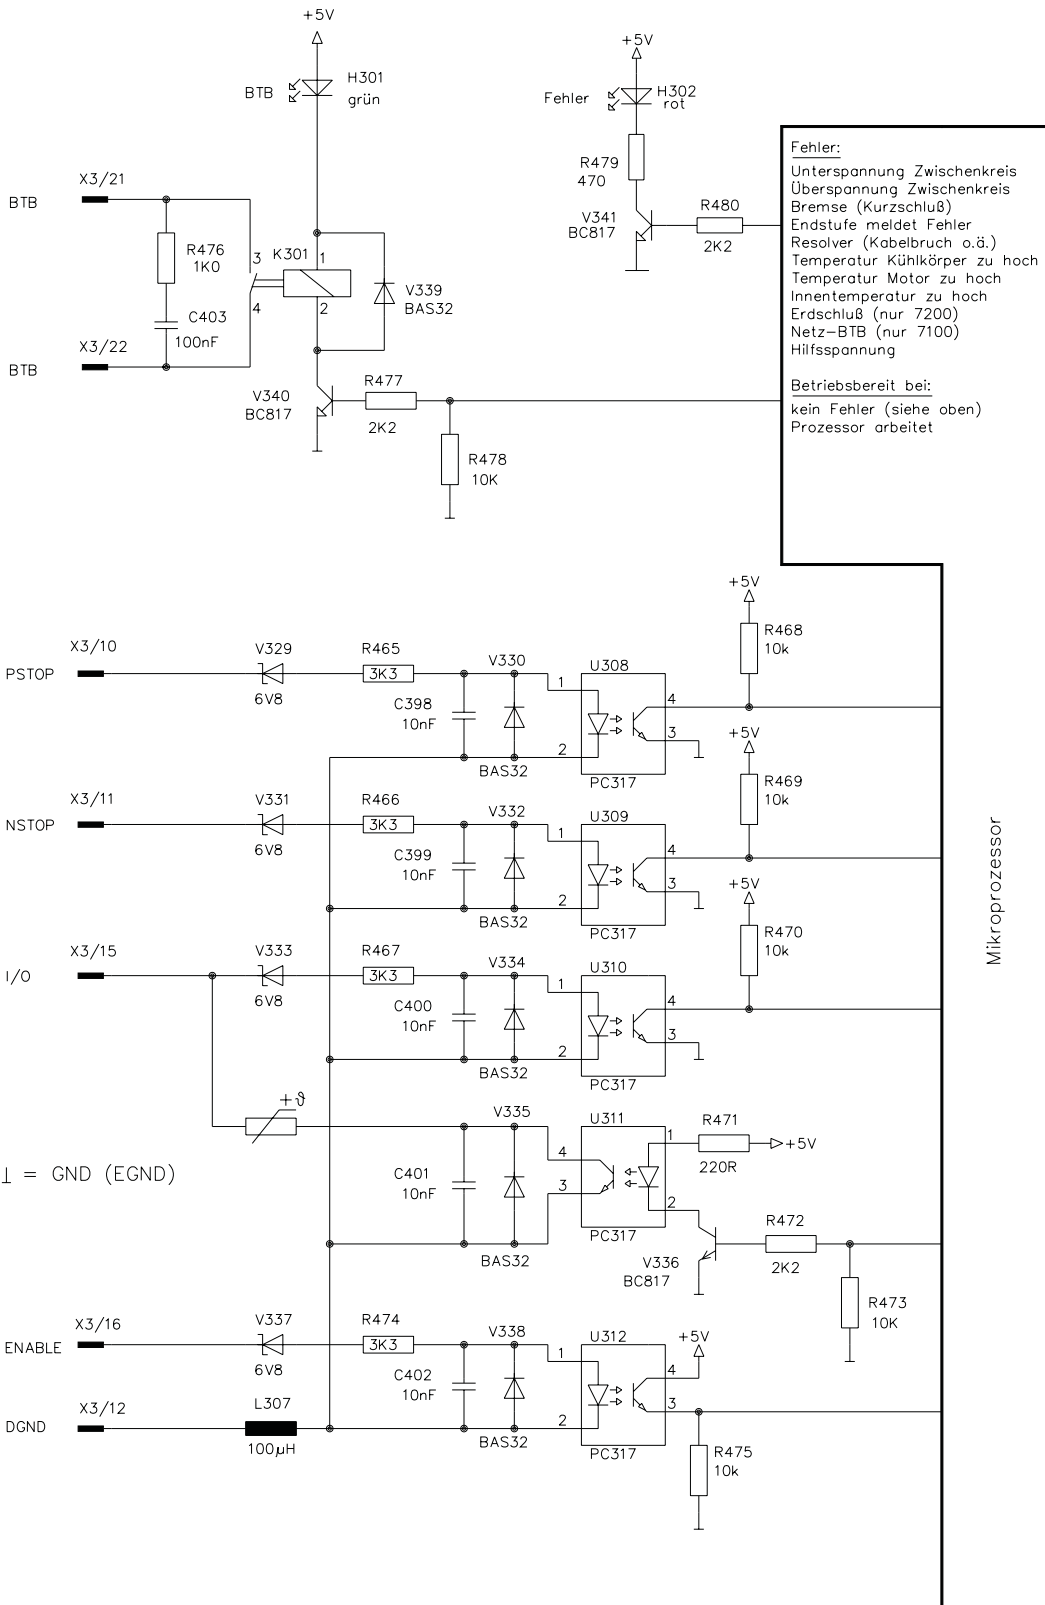 +5V
H301
grün
BTB
+5V
H302
rot
Fehler
R479
470
V341
BC817
R480
2K2
X3/21
BTB
R476
1K0
C403
100nF
3
4
K301
1
2
V339
BAS32
X3/22
BTB
V340
BC817
R477
2K2
R478
10K
Fehler:
Unterspannung Zwischenkreis
Überspannung Zwischenkreis
Bremse (Kurzschluß)
Endstufe meldet Fehler
Resolver (Kabelbruch o.ä.)
Temperatur Kühlkörper zu hoch
Temperatur Motor zu hoch
Innentemperatur zu hoch
Erdschluß (nur 7200)
Netz-BTB (nur 7100)
Hilfsspannung
Betriebsbereit bei:
kein Fehler (siehe oben)
Prozessor arbeitet
Mikroprozessor
X3/10
PSTOP
V329
6V8
R465
3K3
C398
10nF
V330
BAS32
U308
1
2
4
3
PC317
+5V
R468
10k
X3/11
NSTOP
V331
6V8
R466
3K3
C399
10nF
V332
BAS32
U309
1
2
4
3
PC317
+5V
R469
10k
X3/15
I/O
V333
6V8
R467
3K3
C400
10nF
V334
BAS32
U310
1
2
4
3
PC317
+5V
R470
10k
+ϑ
⊥ = GND (EGND)
C401
10nF
V335
BAS32
U311
4
3
1
2
PC317
R471
220R
+5V
V336
BC817
R472
2K2
R473
10K
X3/16
ENABLE
V337
6V8
R474
3K3
C402
10nF
V338
BAS32
U312
1
2
4
3
PC317
+5V
R475
10k
X3/12
DGND
L307
100µH